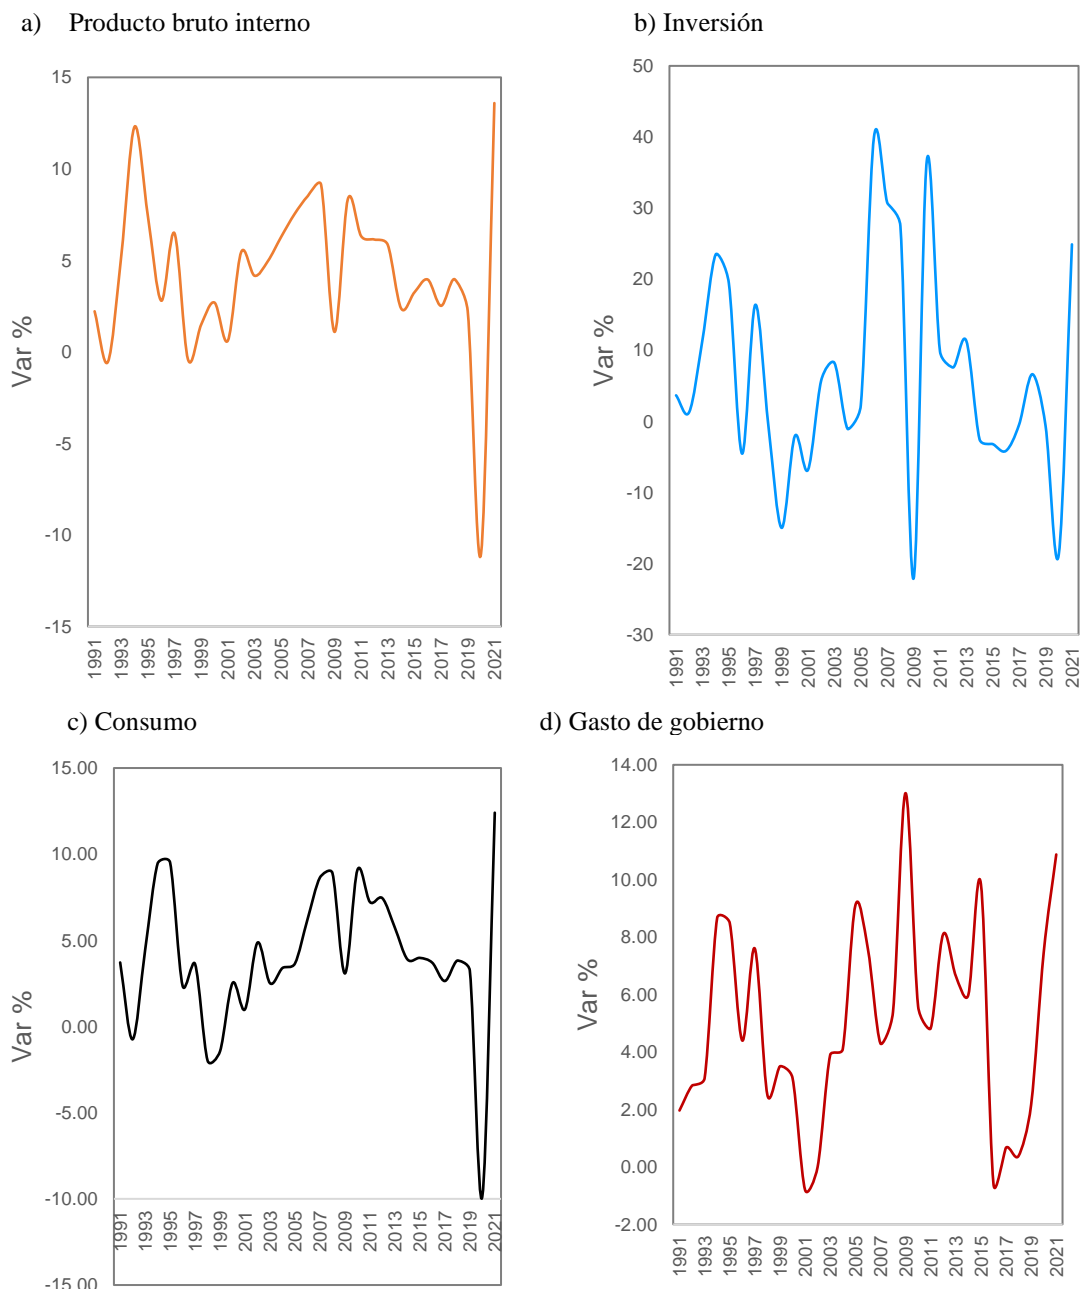 a) Producto bruto interno
15
10
5
0
-5
-10
-15
Var %
1991 1993 1995 1997 1999 2001 2003 2005 2007 2009 2011 2013 2015 2017 2019 2021
b) Inversión
50
40
30
20
10
0
-10
-20
-30
Var %
1991 1993 1995 1997 1999 2001 2003 2005 2007 2009 2011 2013 2015 2017 2019 2021
c) Consumo
15.00
10.00
5.00
0.00
-5.00
-10.00
-15.00
Var %
1991 1993 1995 1997 1999 2001 2003 2005 2007 2009 2011 2013 2015 2017 2019 2021
d) Gasto de gobierno
14.00
12.00
10.00
8.00
6.00
4.00
2.00
0.00
-2.00
Var %
1991 1993 1995 1997 1999 2001 2003 2005 2007 2009 2011 2013 2015 2017 2019 2021